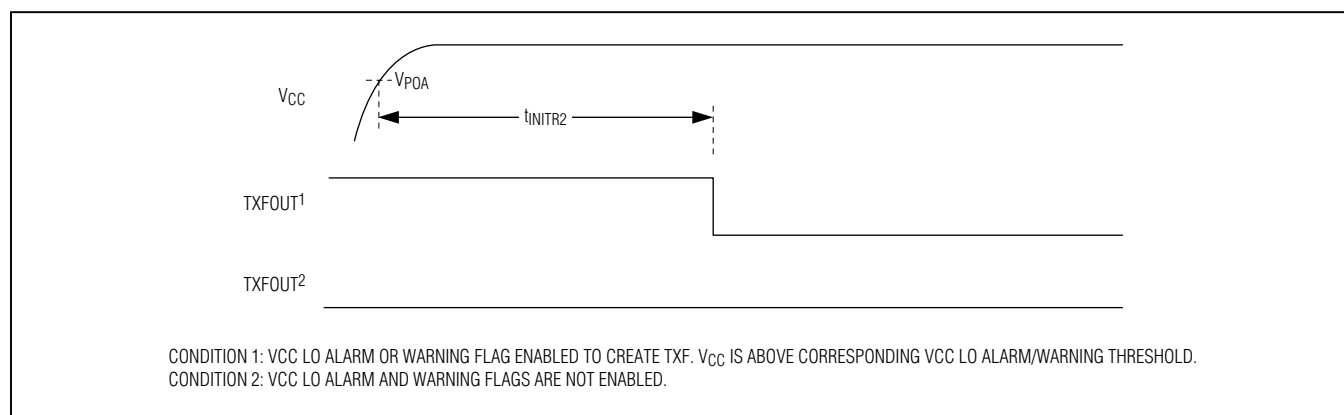 VPOA
VCC
tINITR2
TXFOUT1
TXFOUT2
CONDITION 1: VCC LO ALARM OR WARNING FLAG ENABLED TO CREATE TXF. VCC IS ABOVE CORRESPONDING VCC LO ALARM/WARNING THRESHOLD.
CONDITION 2: VCC LO ALARM AND WARNING FLAGS ARE NOT ENABLED.